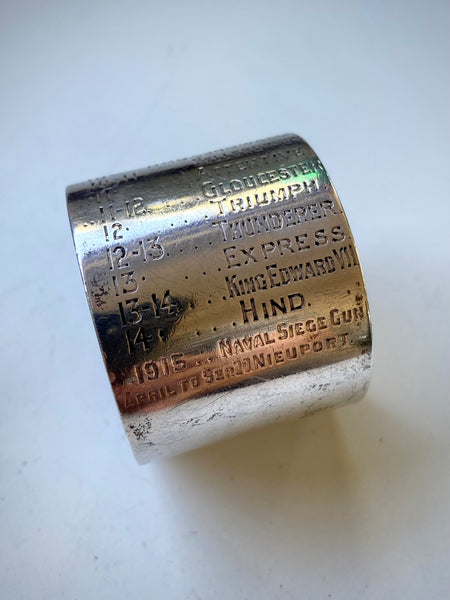 11-12 ..... GLOUCESTER
12 ..... TRIUMPH.
12-13 .... THUNDERER.
13 ..... EXPRESS.
13-14 .... KING EDWARD VII
14- .... HIND.
1915 .. NAVAL SIEGE GUN
APRIL TO NIEUPORT.